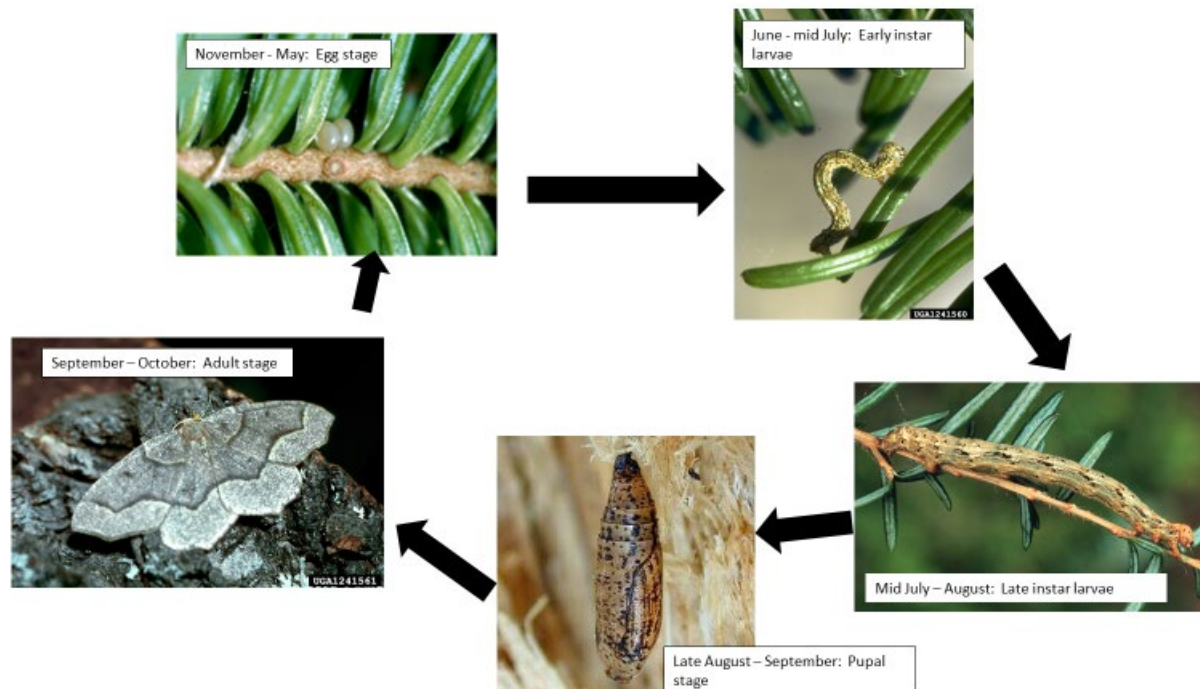 November - May: Egg stage
June - mid July: Early instar
larvae
UGA1241560
Mid July – August: Late instar larvae
Late August – September: Pupal
stage
September – October: Adult stage
UGA1241561